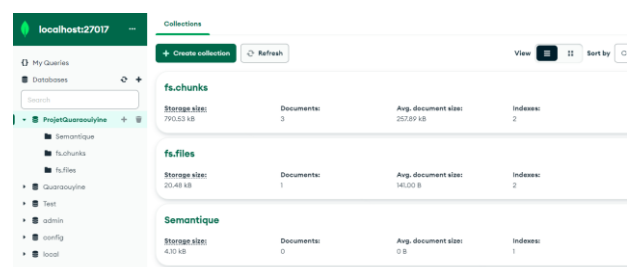 localhost:27017 ...
Collections
+ Create collection
Refresh
View
Sort by
My Queries
Databases
Search
ProjetQuaraouiyine
Semantique
fs.chunks
fs.files
Quaraouyine
Test
admin
config
local
fs.chunks
Storage size: Documents: Avg. document size: Indexes:
790.53 kB 3 257.89 kB 2
fs.files
Storage size: Documents: Avg. document size: Indexes:
20.48 kB 1 141.00 B 2
Semantique
Storage size: Documents: Avg. document size: Indexes:
4.10 kB 0 0 B 1